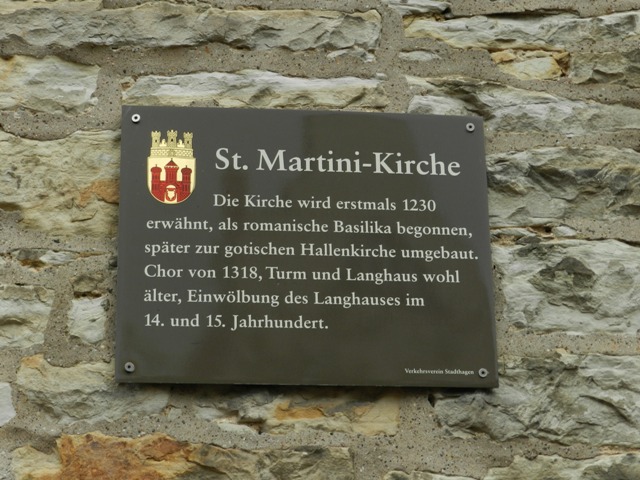 St. Martini-Kirche
Die Kirche wird erstmals 1230
erwähnt, als romanische Basilika begonnen,
später zur gotischen Hallenkirche umgebaut.
Chor von 1318, Turm und Langhaus wohl
älter, Einwölbung des Langhauses im
14. und 15. Jahrhundert.
Verkehrsverein Stadthagen